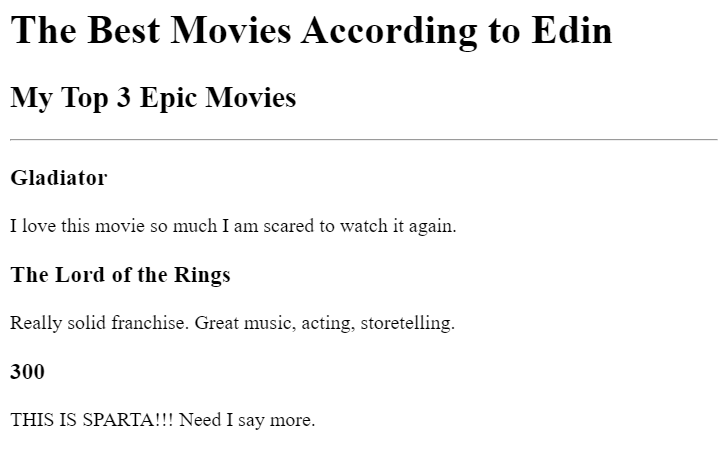 The Best Movies According to Edin
My Top 3 Epic Movies
Gladiator
I love this movie so much I am scared to watch it again.
The Lord of the Rings
Really solid franchise. Great music, acting, storetelling.
300
THIS IS SPARTA!!! Need I say more.